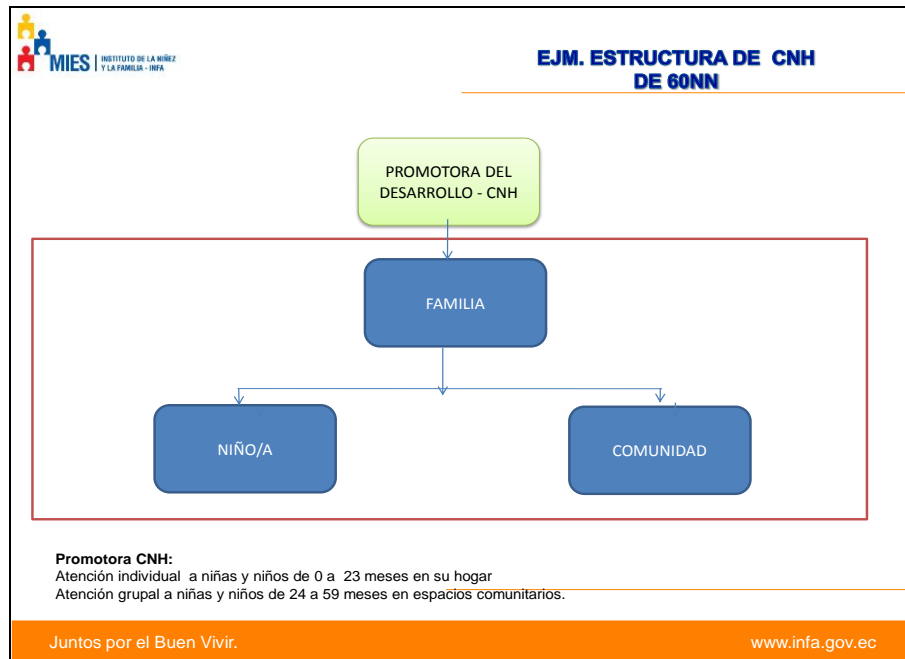 MIES | INSTITUTO DE LA NIÑEZ
Y LA FAMILIA - INFA
EJM. ESTRUCTURA DE CNH
DE 60NN
PROMOTORA DEL
DESARROLLO - CNH
FAMILIA
NIÑO/A
COMUNIDAD
Promotora CNH:
Atención individual a niñas y niños de 0 a 23 meses en su hogar
Atención grupal a niñas y niños de 24 a 59 meses en espacios comunitarios.
Juntos por el Buen Vivir.
www.infa.gov.ec